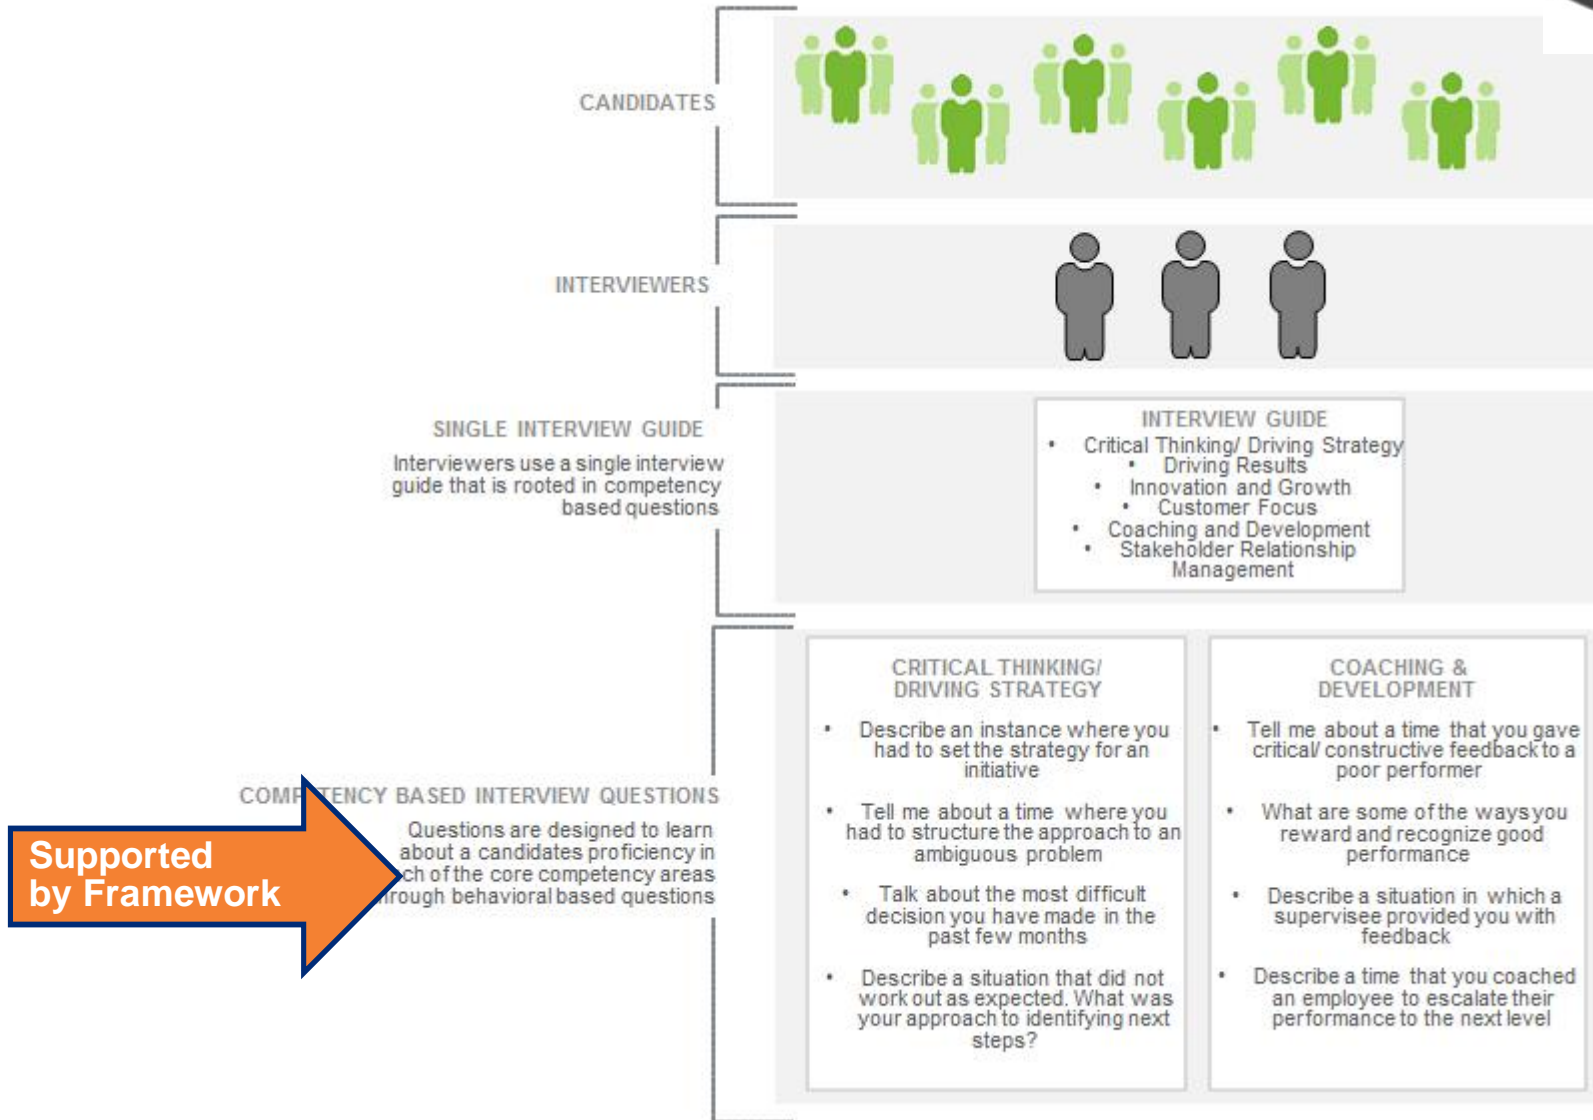 CANDIDATES
INTERVIEWERS
SINGLE INTERVIEW GUIDE
Interviewers use a single interview
guide that is rooted in competency
based questions
INTERVIEW GUIDE
• Critical Thinking/ Driving Strategy
• Driving Results
• Innovation and Growth
• Customer Focus
• Coaching and Development
• Stakeholder Relationship
Management
COMPETENCY BASED INTERVIEW QUESTIONS
Questions are designed to learn
about a candidates proficiency in
of the core competency areas
behavioral based questions
Supported
by Framework
CRITICAL THINKING/
DRIVING STRATEGY
• Describe an instance where you
had to set the strategy for an
initiative
• Tell me about a time where you
had to structure the approach to an
ambiguous problem
• Talk about the most difficult
decision you have made in the
past few months
• Describe a situation that did not
work out as expected. What was
your approach to identifying next
steps?
COACHING &
DEVELOPMENT
• Tell me about a time that you gave
critical/ constructive feedback to a
poor performer
• What are some of the ways you
reward and recognize good
performance
• Describe a situation in which a
supervisee provided you with
feedback
• Describe a time that you coached
an employee to escalate their
performance to the next level